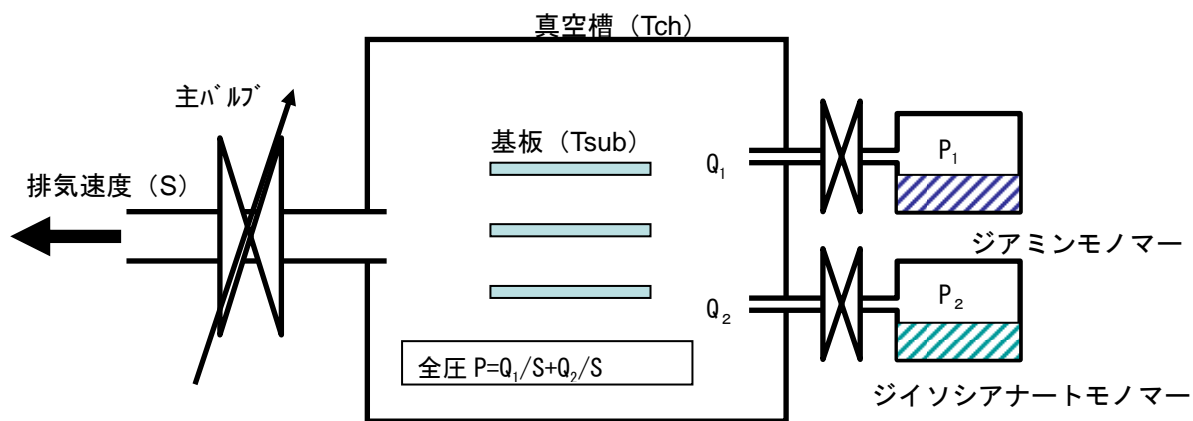 真空槽（Tch）
主ﾊﾞﾙﾌﾞ
基板（Tsub）
Q₁
P₁
排気速度（S）
ジアミンモノマー
Q₂
P₂
全圧 P=Q₁/S+Q₂/S
ジイソシアナートモノマー